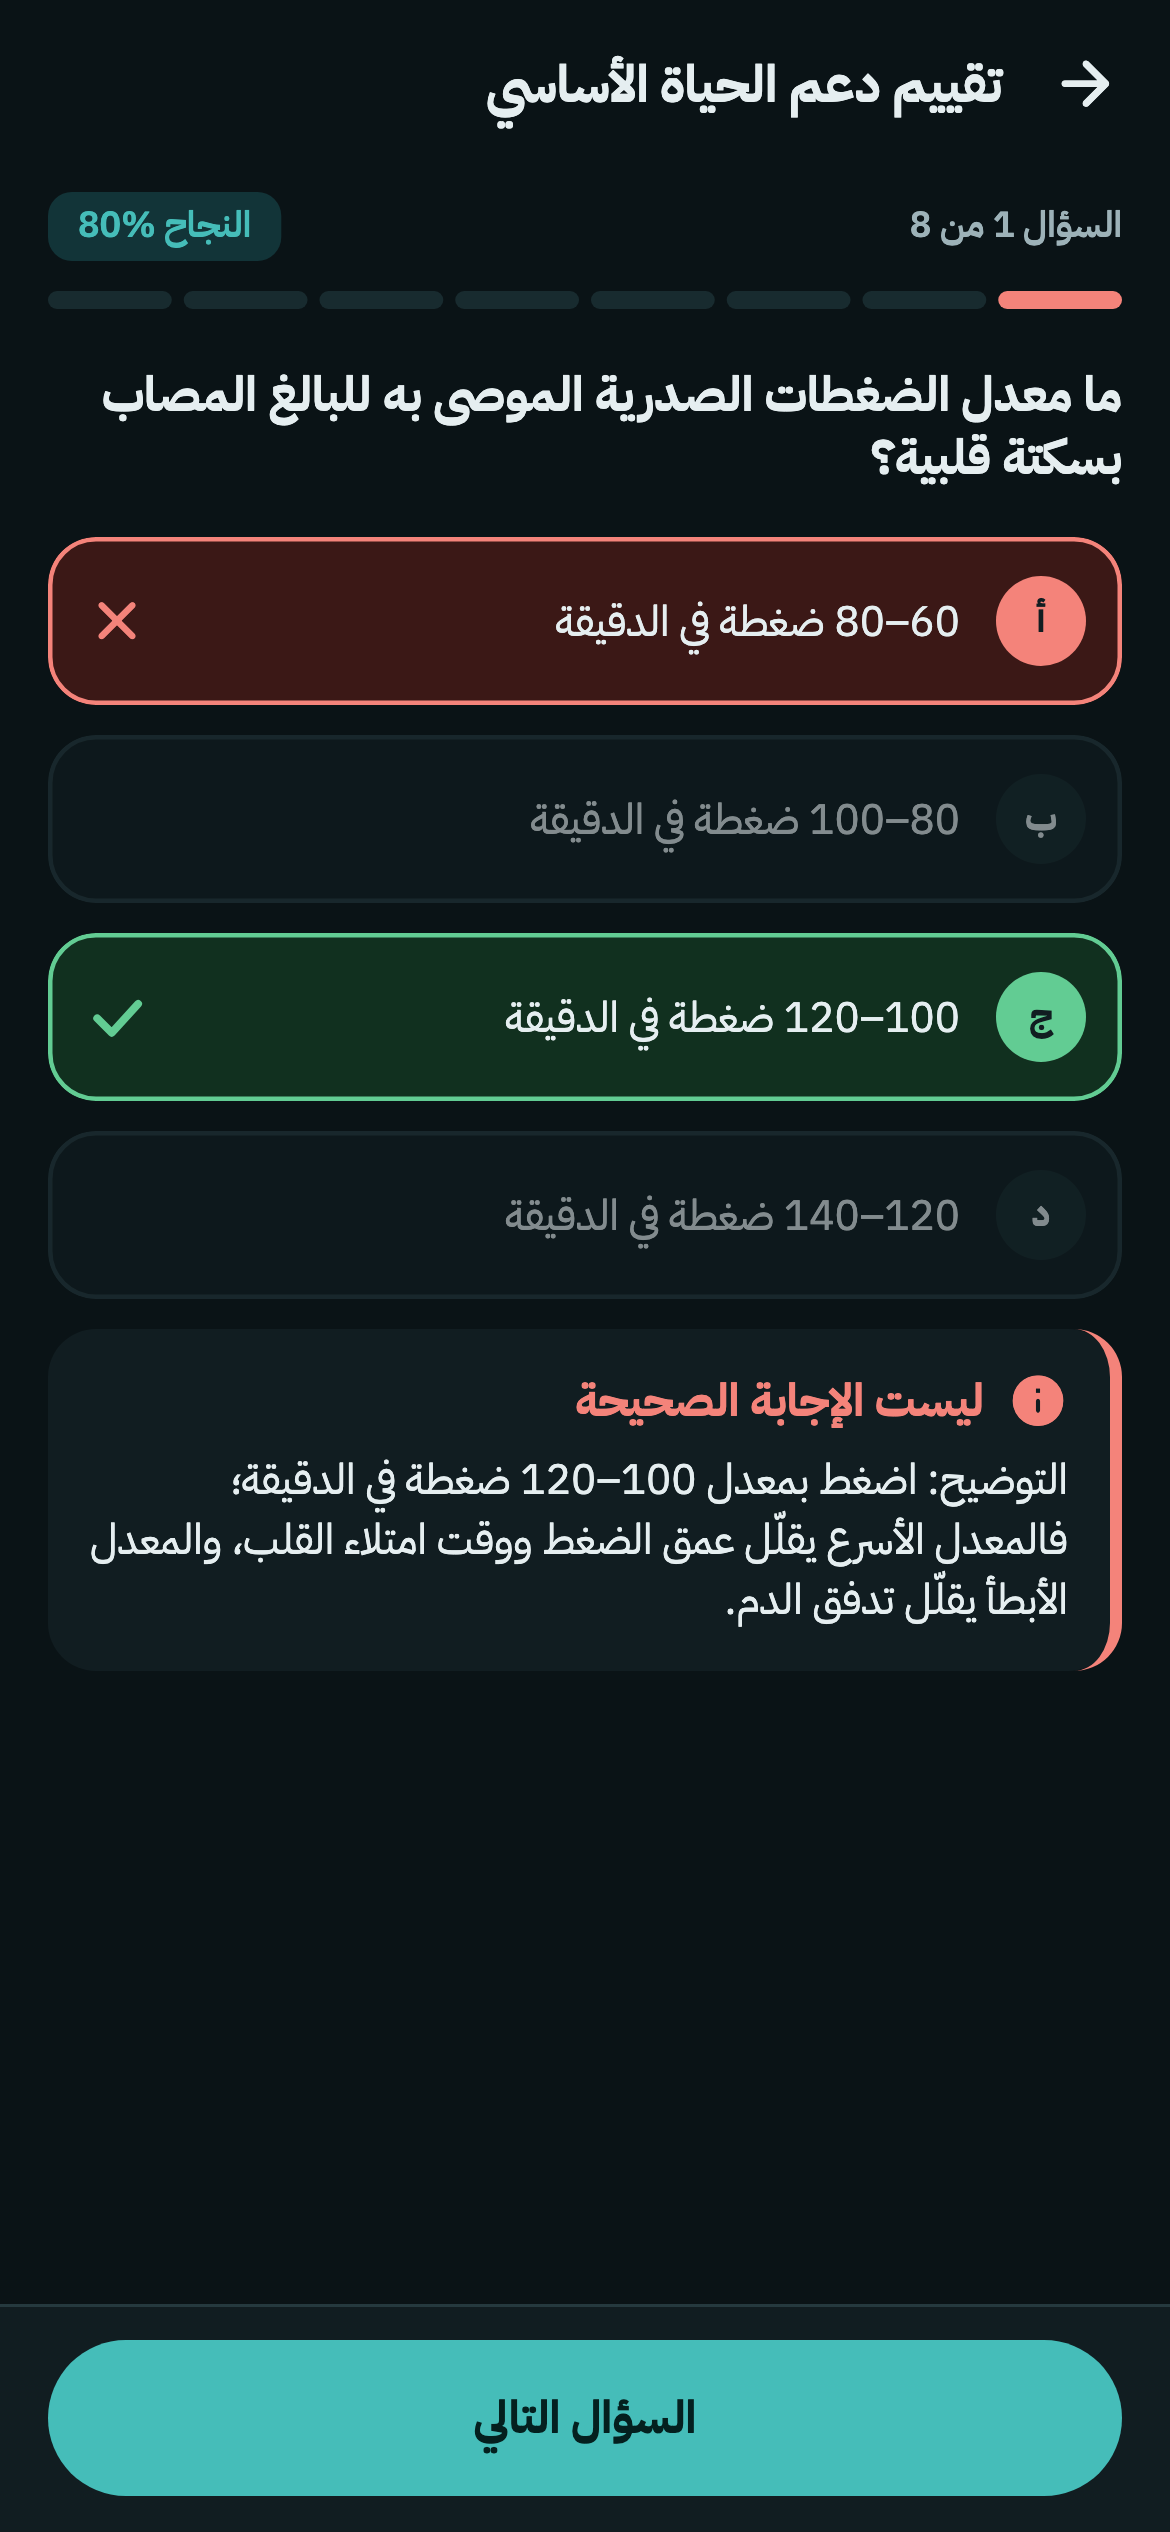 تقييم دعم الحياة الأساسي
السؤال 1 من 8
النجاح 80%
ما معدل الضغطات الصدرية الموصى به للبالغ المصاب
بسكتة قلبية؟
أ
60–80 ضغطة في الدقيقة
ب
80–100 ضغطة في الدقيقة
ج
100–120 ضغطة في الدقيقة
د
120–140 ضغطة في الدقيقة
ليست الإجابة الصحيحة
التوضيح: اضغط بمعدل 100–120 ضغطة في الدقيقة؛
فالمعدل الأسرع يقلّل عمق الضغط ووقت امتلاء القلب، والمعدل
الأبطأ يقلّل تدفق الدم.
السؤال التالي